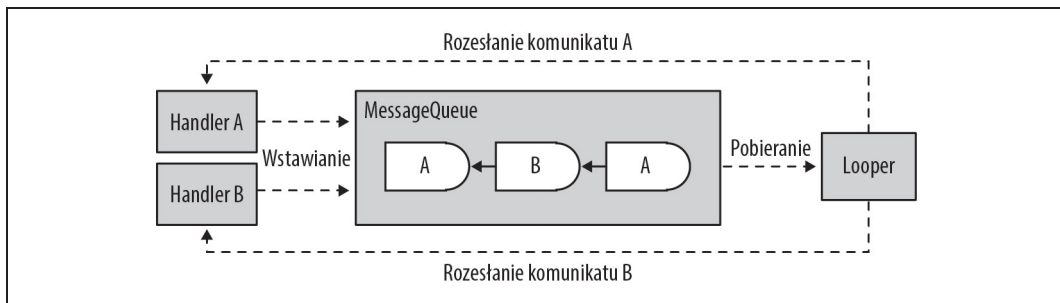 Rozesłanie komunikatu A
MessageQueue
Handler A
Wstawianie
Handler B
A
B
A
Pobieranie
Looper
Rozesłanie komunikatu B